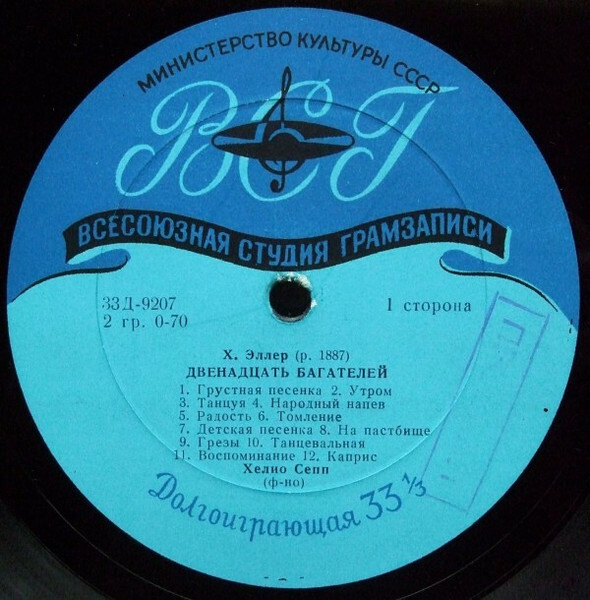 МИНИСТЕРСТВО КУЛЬТУРЫ СССР
ВСГ
ВСЕСОЮЗНАЯ СТУДИЯ ГРАМЗАПИСИ
33Д-9207
2 гр. 0-70
1 сторона
Х. Эллер (р. 1887)
ДВЕНАДЦАТЬ БАГАТЕЛЕЙ
1. Грустная песенка 2. Утром
3. Танцуя 4. Народный напев
5. Радость 6. Томление
7. Детская песенка 8. На пастбище
9. Грезы 10. Танцевальная
11. Воспоминание 12. Каприс
Хелио Сепп
(ф-но)
Долгоиграющая 33 1/3